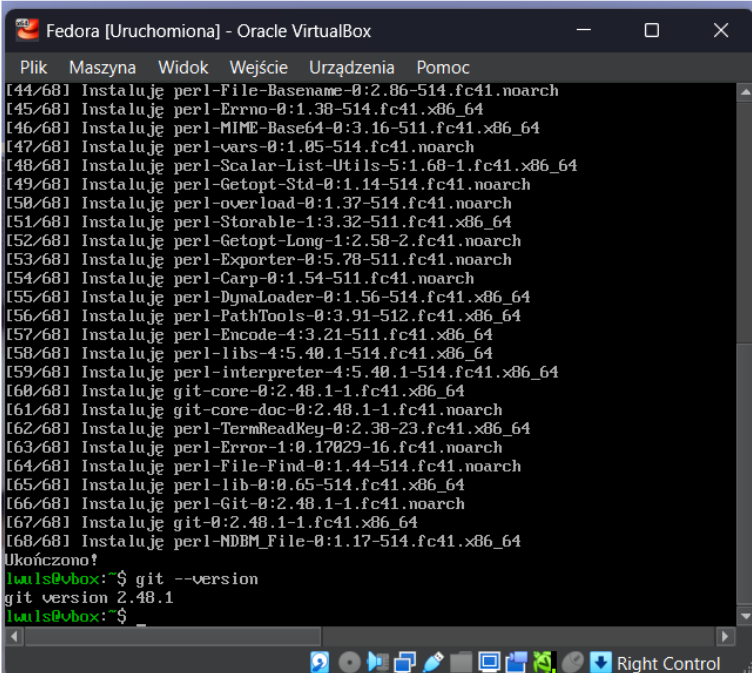 Fedora [Uruchomiona] - Oracle VirtualBox
Plik Maszyna Widok Wejście Urządzenia Pomoc
[44/68] Instaluję perl-File-Basename-0:2.86-514.fc41.noarch
[45/68] Instaluję perl-Errno-0:1.38-514.fc41.x86_64
[46/68] Instaluję perl-MIME-Base64-0:3.16-511.fc41.x86_64
[47/68] Instaluję perl-vars-0:1.05-514.fc41.noarch
[48/68] Instaluję perl-Scalar-List-Utils-5:1.68-1.fc41.x86_64
[49/68] Instaluję perl-Getopt-Std-0:1.14-514.fc41.noarch
[50/68] Instaluję perl-overload-0:1.37-514.fc41.noarch
[51/68] Instaluję perl-Storable-1:3.32-511.fc41.x86_64
[52/68] Instaluję perl-Getopt-Long-1:2.58-2.fc41.noarch
[53/68] Instaluję perl-Exporter-0:5.78-511.fc41.noarch
[54/68] Instaluję perl-Carp-0:1.54-511.fc41.noarch
[55/68] Instaluję perl-DynaLoader-0:1.56-514.fc41.x86_64
[56/68] Instaluję perl-PathTools-0:3.91-512.fc41.x86_64
[57/68] Instaluję perl-Encode-4:3.21-511.fc41.x86_64
[58/68] Instaluję perl-libs-4:5.40.1-514.fc41.x86_64
[59/68] Instaluję perl-interpreter-4:5.40.1-514.fc41.x86_64
[60/68] Instaluję git-core-0:2.48.1-1.fc41.x86_64
[61/68] Instaluję git-core-doc-0:2.48.1-1.fc41.noarch
[62/68] Instaluję perl-TermReadKey-0:2.38-23.fc41.x86_64
[63/68] Instaluję perl-Error-1:0.17029-16.fc41.noarch
[64/68] Instaluję perl-File-Find-0:1.44-514.fc41.noarch
[65/68] Instaluję perl-lib-0:0.65-514.fc41.x86_64
[66/68] Instaluję perl-Git-0:2.48.1-1.fc41.noarch
[67/68] Instaluję git-0:2.48.1-1.fc41.x86_64
[68/68] Instaluję perl-NDBM_File-0:1.17-514.fc41.x86_64
Ukończono!
lwuls@vbox:~$ git --version
git version 2.48.1
lwuls@vbox:~$ _
Right Control